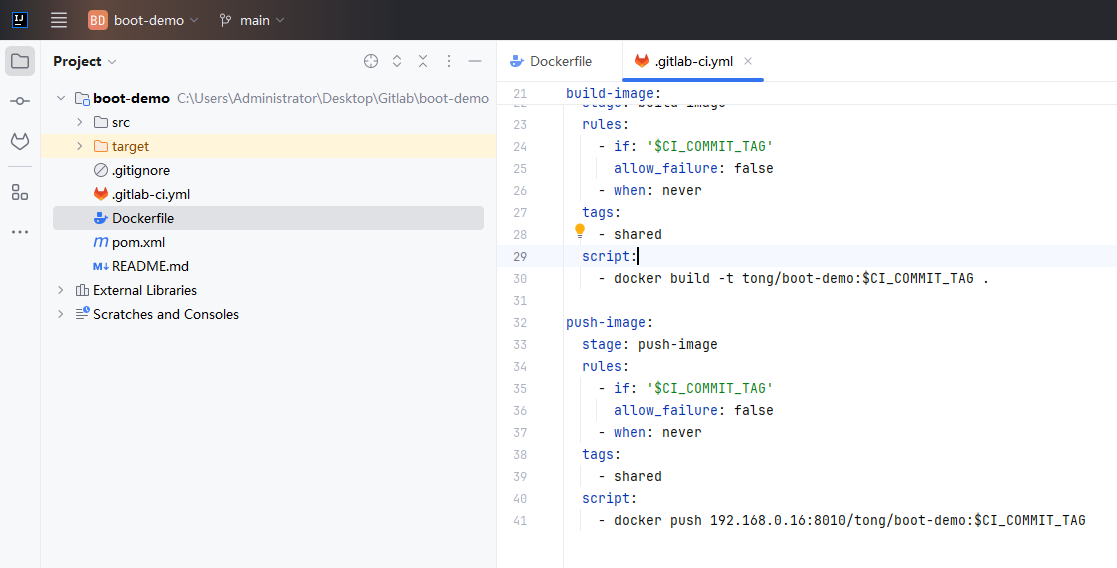 BD boot-demo main
Project
Dockerfile .gitlab-ci.yml
boot-demo C:\Users\Administrator\Desktop\Gitlab\boot-demo
src
target
.gitignore
.gitlab-ci.yml
Dockerfile
pom.xml
README.md
External Libraries
Scratches and Consoles
21 build-image:
22 stage: build-image
23 rules:
24 - if: '$CI_COMMIT_TAG'
25 allow_failure: false
26 - when: never
27 tags:
28 - shared
29 script:
30 - docker build -t tong/boot-demo:$CI_COMMIT_TAG .
31
32 push-image:
33 stage: push-image
34 rules:
35 - if: '$CI_COMMIT_TAG'
36 allow_failure: false
37 - when: never
38 tags:
39 - shared
40 script:
41 - docker push 192.168.0.16:8010/tong/boot-demo:$CI_COMMIT_TAG